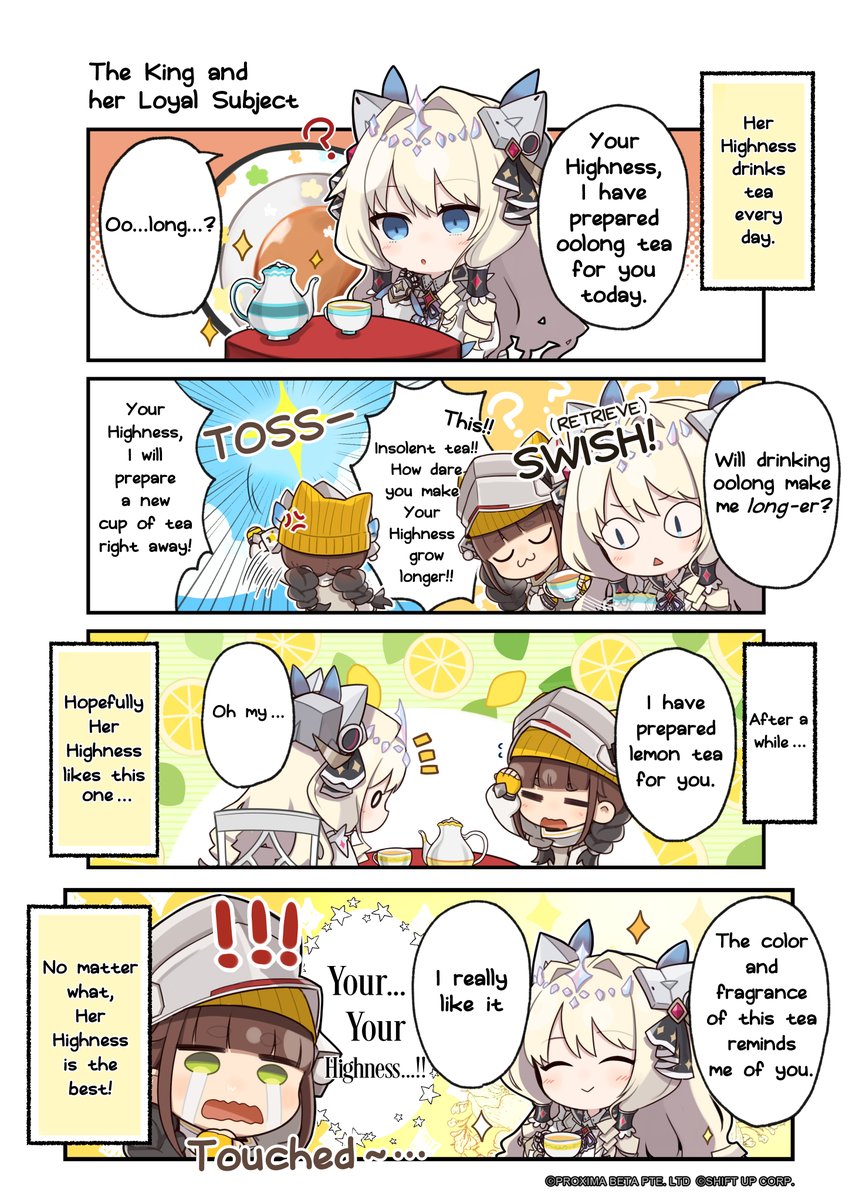 The King and
her Loyal Subject
Her
Highness
drinks
tea
every
day.
Your
Highness,
I have
prepared
oolong tea
for you
today.
?
Oo...long...?
Will drinking
oolong make
me long-er?
(RETRIEVE)
SWISH!
This!!
Insolent tea!!
How dare
you make
Your
Highness
grow
longer!!
TOSS~
Your
Highness,
I will
prepare
a new
cup of tea
right away!
After a
while ...
I have
prepared
lemon tea
for you.
Oh my ...
Hopefully
Her
Highness
likes this
one ...
The color
and
fragrance
of this tea
reminds
me of you.
I really
like it
Your...
Your
Highness...!!
!!!
Touched ~ ...
No matter
what,
Her
Highness
is the
best!
©PROXIMA BETA PTE. LTD ©SHIFT UP CORP.